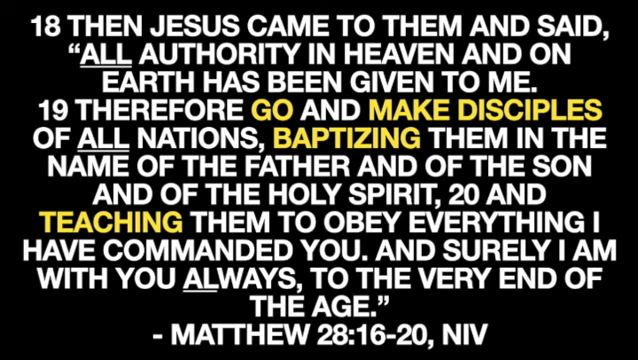 18 THEN JESUS CAME TO THEM AND SAID,
“ALL AUTHORITY IN HEAVEN AND ON
EARTH HAS BEEN GIVEN TO ME.
19 THEREFORE GO AND MAKE DISCIPLES
OF ALL NATIONS, BAPTIZING THEM IN THE
NAME OF THE FATHER AND OF THE SON
AND OF THE HOLY SPIRIT, 20 AND
TEACHING THEM TO OBEY EVERYTHING I
HAVE COMMANDED YOU. AND SURELY I AM
WITH YOU ALWAYS, TO THE VERY END OF
THE AGE.”
- MATTHEW 28:16-20, NIV